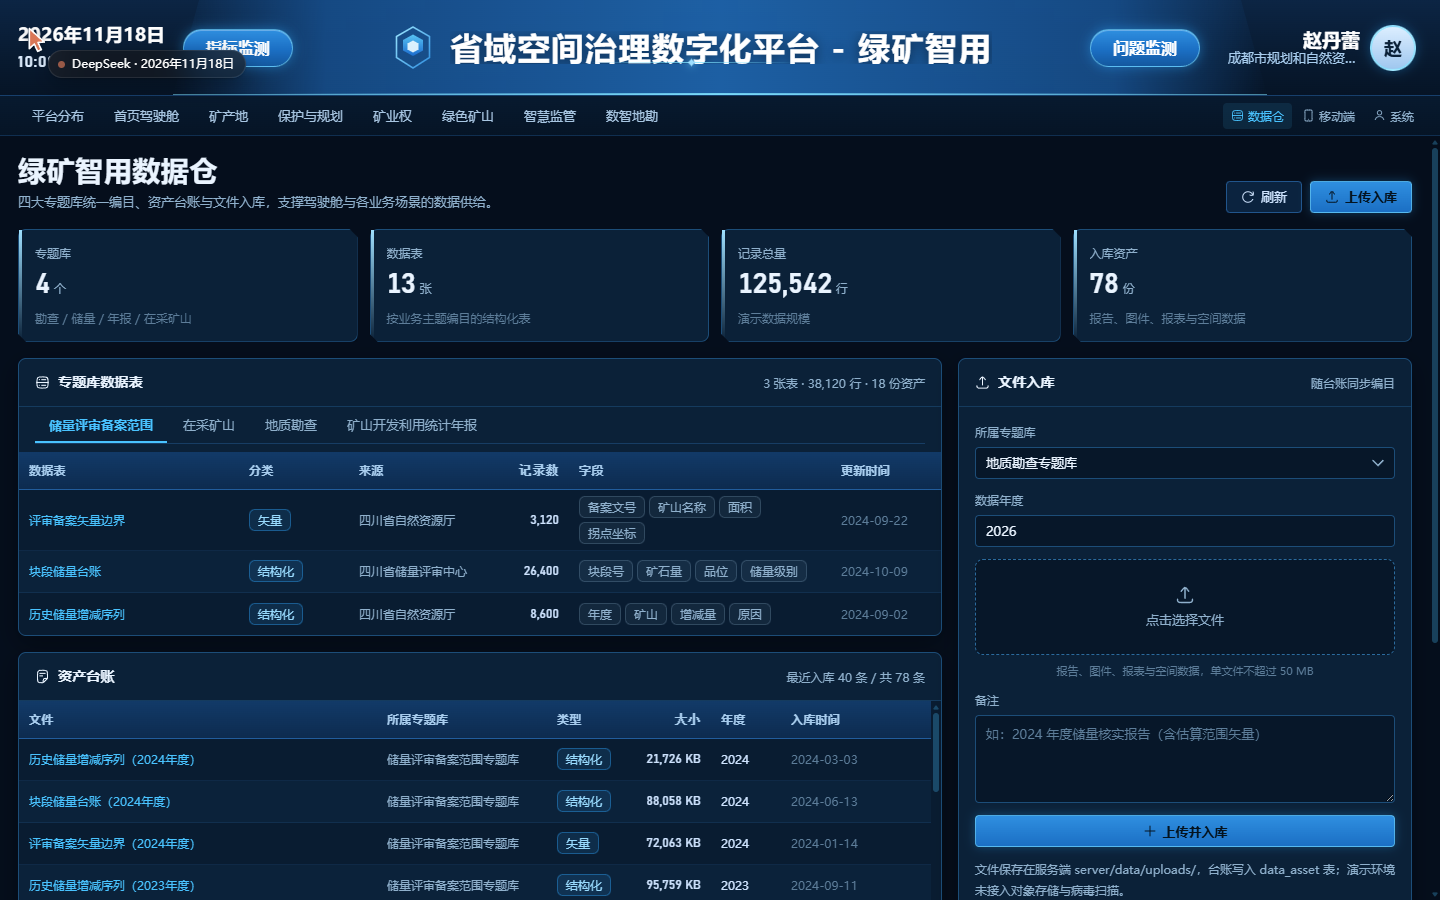 2026年11月18日
10:0
DeepSeek · 2026年11月18日
指标监测
省域空间治理数字化平台 - 绿矿智用
问题监测
赵丹蕾
成都市规划和自然资...
赵
平台分布
首页驾驶舱
矿产地
保护与规划
矿业权
绿色矿山
智慧监管
数智地勘
数据仓
移动端
系统
绿矿智用数据仓
四大专题库统一编目、资产台账与文件入库，支撑驾驶舱与各业务场景的数据供给。
刷新
上传入库
专题库
4 个
勘查 / 储量 / 年报 / 在采矿山
数据表
13 张
按业务主题编目的结构化表
记录总量
125,542 行
演示数据规模
入库资产
78 份
报告、图件、报表与空间数据
专题库数据表
3 张表 · 38,120 行 · 18 份资产
储量评审备案范围 在采矿山 地质勘查 矿山开发利用统计年报
数据表 分类 来源 记录数 字段 更新时间
评审备案矢量边界 矢量 四川省自然资源厅 3,120 备案文号 矿山名称 面积 拐点坐标 2024-09-22
块段储量台账 结构化 四川省储量评审中心 26,400 块段号 矿石量 品位 储量级别 2024-10-09
历史储量增减序列 结构化 四川省自然资源厅 8,600 年度 矿山 增减量 原因 2024-09-02
资产台账
最近入库 40 条 / 共 78 条
文件 所属专题库 类型 大小 年度 入库时间
历史储量增减序列（2024年度） 储量评审备案范围专题库 结构化 21,726 KB 2024 2024-03-03
块段储量台账（2024年度） 储量评审备案范围专题库 结构化 88,058 KB 2024 2024-06-13
评审备案矢量边界（2024年度） 储量评审备案范围专题库 矢量 72,063 KB 2024 2024-01-14
历史储量增减序列（2023年度） 储量评审备案范围专题库 结构化 95,759 KB 2023 2024-09-11
文件入库
随台账同步编目
所属专题库
地质勘查专题库
数据年度
2026
点击选择文件
报告、图件、报表与空间数据，单文件不超过 50 MB
备注
如：2024 年度储量核实报告（含估算范围矢量）
上传并入库
文件保存在服务端 server/data/uploads/，台账写入 data_asset 表；演示环境
未接入对象存储与病毒扫描。